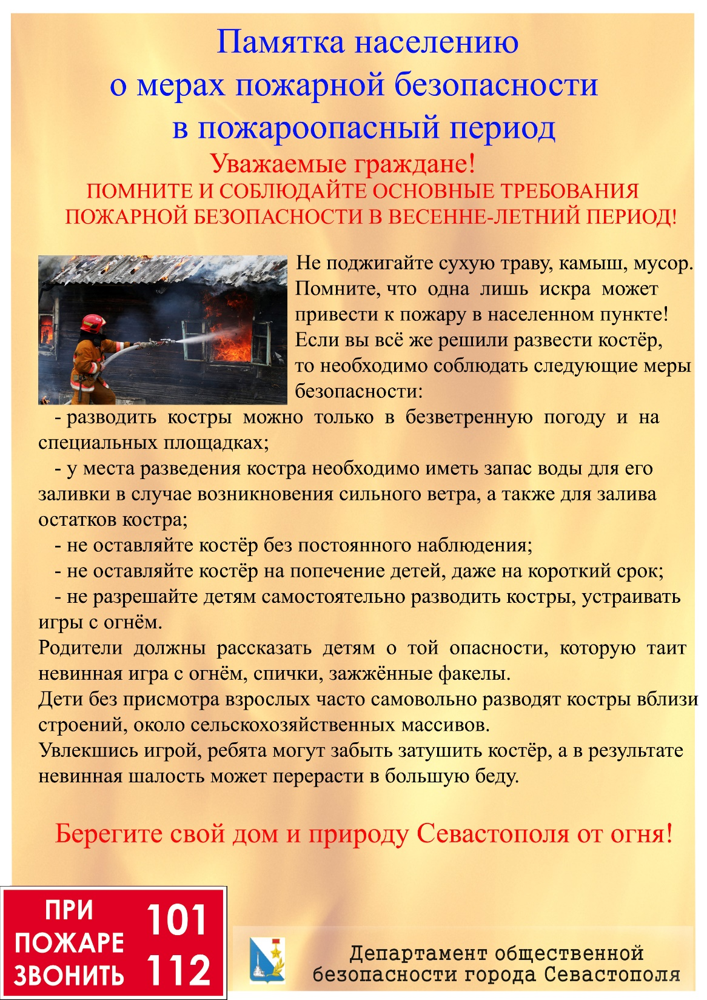 Памятка населению
о мерах пожарной безопасности
в пожароопасный период
Уважаемые граждане!
ПОМНИТЕ И СОБЛЮДАЙТЕ ОСНОВНЫЕ ТРЕБОВАНИЯ
ПОЖАРНОЙ БЕЗОПАСНОСТИ В ВЕСЕННЕ-ЛЕТНИЙ ПЕРИОД!
Не поджигайте сухую траву, камыш, мусор.
Помните, что одна лишь искра может
привести к пожару в населенном пункте!
Если вы всё же решили развести костёр,
то необходимо соблюдать следующие меры
безопасности:
- разводить костры можно только в безветренную погоду и на
специальных площадках;
- у места разведения костра необходимо иметь запас воды для его
заливки в случае возникновения сильного ветра, а также для залива
остатков костра;
- не оставляйте костёр без постоянного наблюдения;
- не оставляйте костёр на попечение детей, даже на короткий срок;
- не разрешайте детям самостоятельно разводить костры, устраивать
игры с огнём.
Родители должны рассказать детям о той опасности, которую таит
невинная игра с огнём, спички, зажжённые факелы.
Дети без присмотра взрослых часто самовольно разводят костры вблизи
строений, около сельскохозяйственных массивов.
Увлекшись игрой, ребята могут забыть затушить костёр, а в результате
невинная шалость может перерасти в большую беду.
Берегите свой дом и природу Севастополя от огня!
ПРИ
ПОЖАРЕ
ЗВОНИТЬ
101
112
Департамент общественной
безопасности города Севастополя